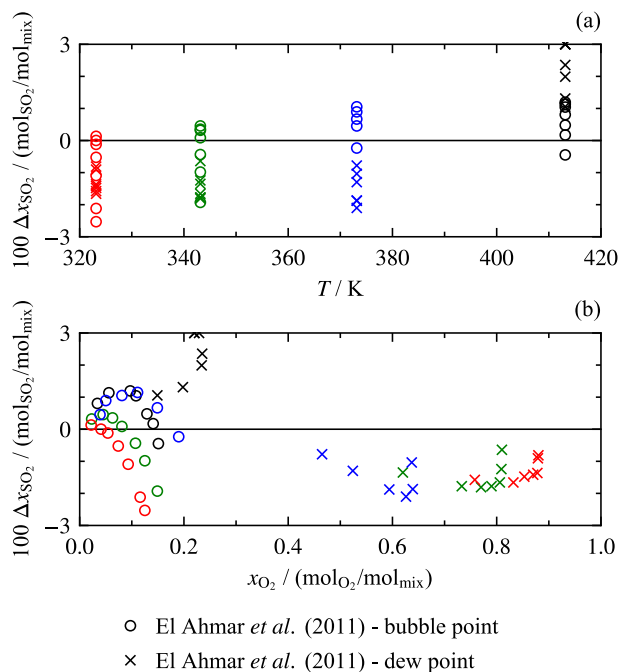 (a)
3
0
−3
100 Δx_SO₂ / (mol_SO₂/mol_mix)
320 340 360 380 400 420
T / K
(b)
3
0
−3
100 Δx_SO₂ / (mol_SO₂/mol_mix)
0.0 0.2 0.4 0.6 0.8 1.0
x_O₂ / (mol_O₂/mol_mix)
El Ahmar et al. (2011) - bubble point
El Ahmar et al. (2011) - dew point